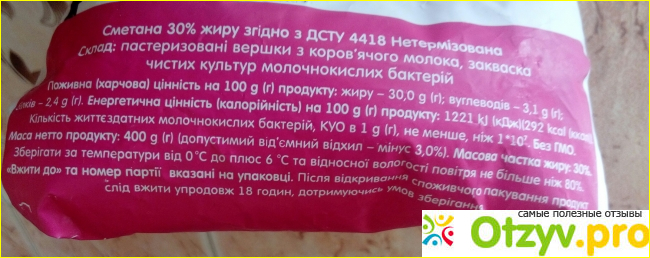 Сметана 30% жиру згідно з ДСТУ 4418 Нетермізована
Склад: пастеризовані вершки з коров'ячого молока, закваска
чистих культур молочнокислих бактерій
Поживна (харчова) цінність на 100 g (г) продукту: жиру – 30,0 g (г); вуглеводів – 3,1 g (г);
– 2,4 g (г). Енергетична цінність (калорійність) на 100 g (г) продукту: 1221 kJ (кДж)(292 kcal (ккал)).
Кількість життєздатних молочнокислих бактерій, КУО в 1 g (г), не менше, ніж 1*10⁷. Без ГМО.
Маса нетто продукту: 400 g (г) (допустимий від'ємний відхил – мінус 3,0%). Масова частка жиру: 30%.
Зберігати за температури від 0°С до плюс 6 °С та відносної вологості повітря не більше ніж 80%.
«Вжити до» та номер партії вказані на упаковці. Після відкривання споживчого пакування продукт
слід вжити упродовж 18 годин, дотримуючись умов зберігання.
самые полезные отзывы
Otzyv.pro